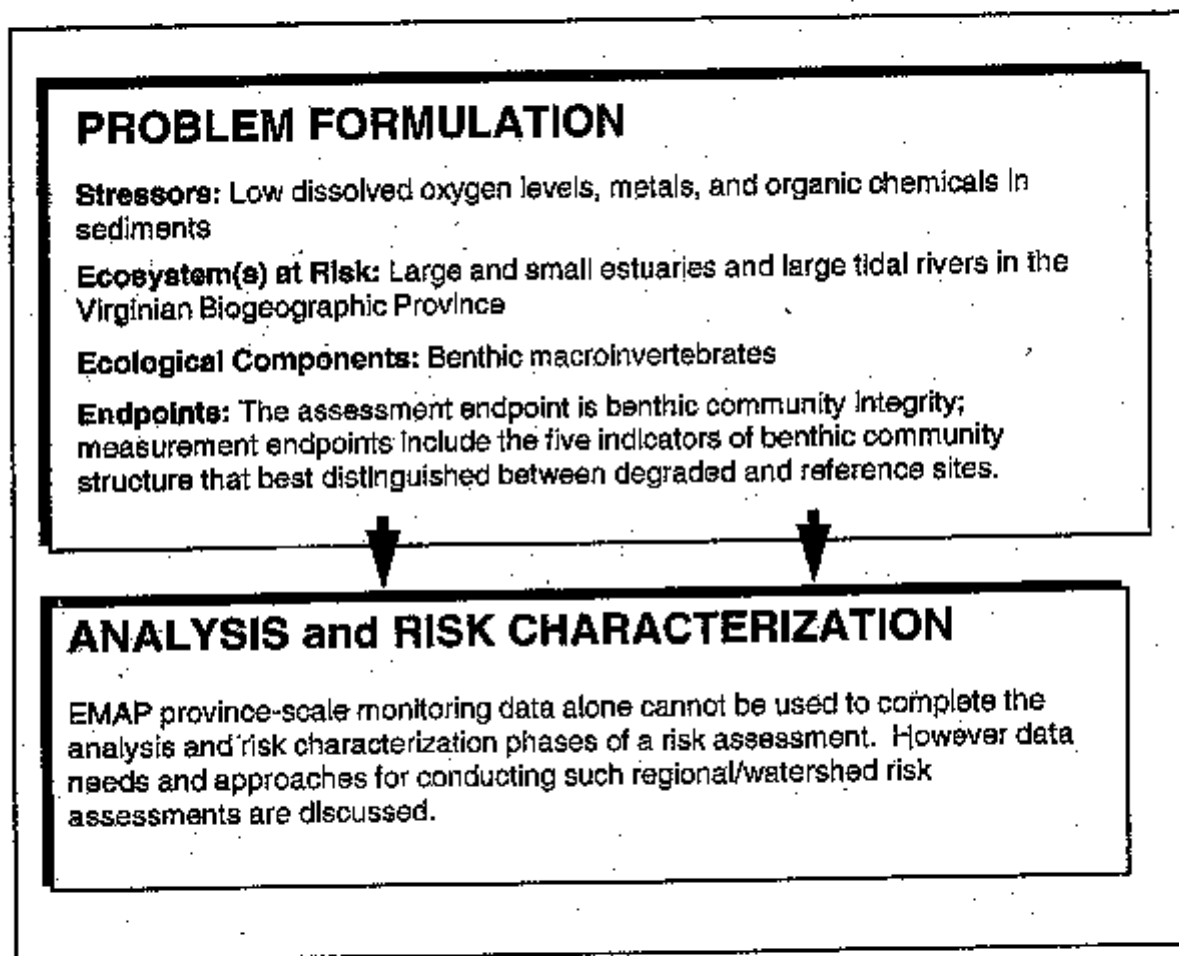 PROBLEM FORMULATION
Stressors: Low dissolved oxygen levels, metals, and organic chemicals in
sediments
Ecosystem(s) at Risk: Large and small estuaries and large tidal rivers in the
Virginian Biogeographic Province
Ecological Components: Benthic macroinvertebrates
Endpoints: The assessment endpoint is benthic community integrity;
measurement endpoints include the five indicators of benthic community
structure that best distinguished between degraded and reference sites.
ANALYSIS and RISK CHARACTERIZATION
EMAP province-scale monitoring data alone cannot be used to complete the
analysis and risk characterization phases of a risk assessment. However data
needs and approaches for conducting such regional/watershed risk
assessments are discussed.